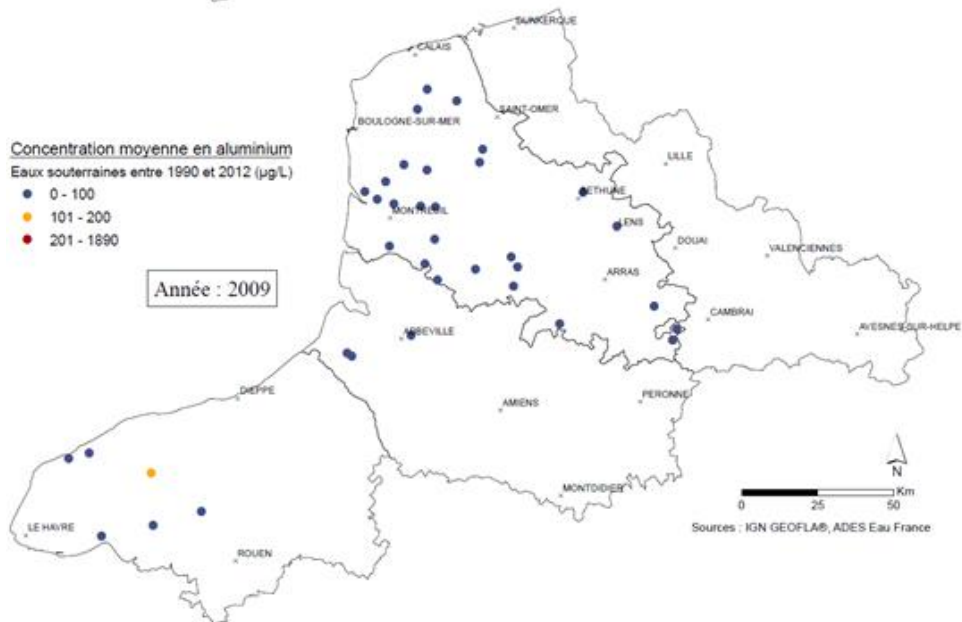 DUNKERQUE
CALAIS
SAINT-OMER
BOULOGNE-SUR-MER
Concentration moyenne en aluminium
Eaux souterraines entre 1990 et 2012 (µg/L)
0 - 100
101 - 200
201 - 1890
LILLE
BETHUNE
MONTREUIL
LENS
DOUAI
VALENCIENNES
Année : 2009
ARRAS
CAMBRAI
ABBEVILLE
AVESNES-SUR-HELPE
DIEPPE
AMIENS
PERONNE
N
MONTDIDIER
Km
0 25 50
LE HAVRE
Sources : IGN GEOFLA®, ADES Eau France
ROUEN